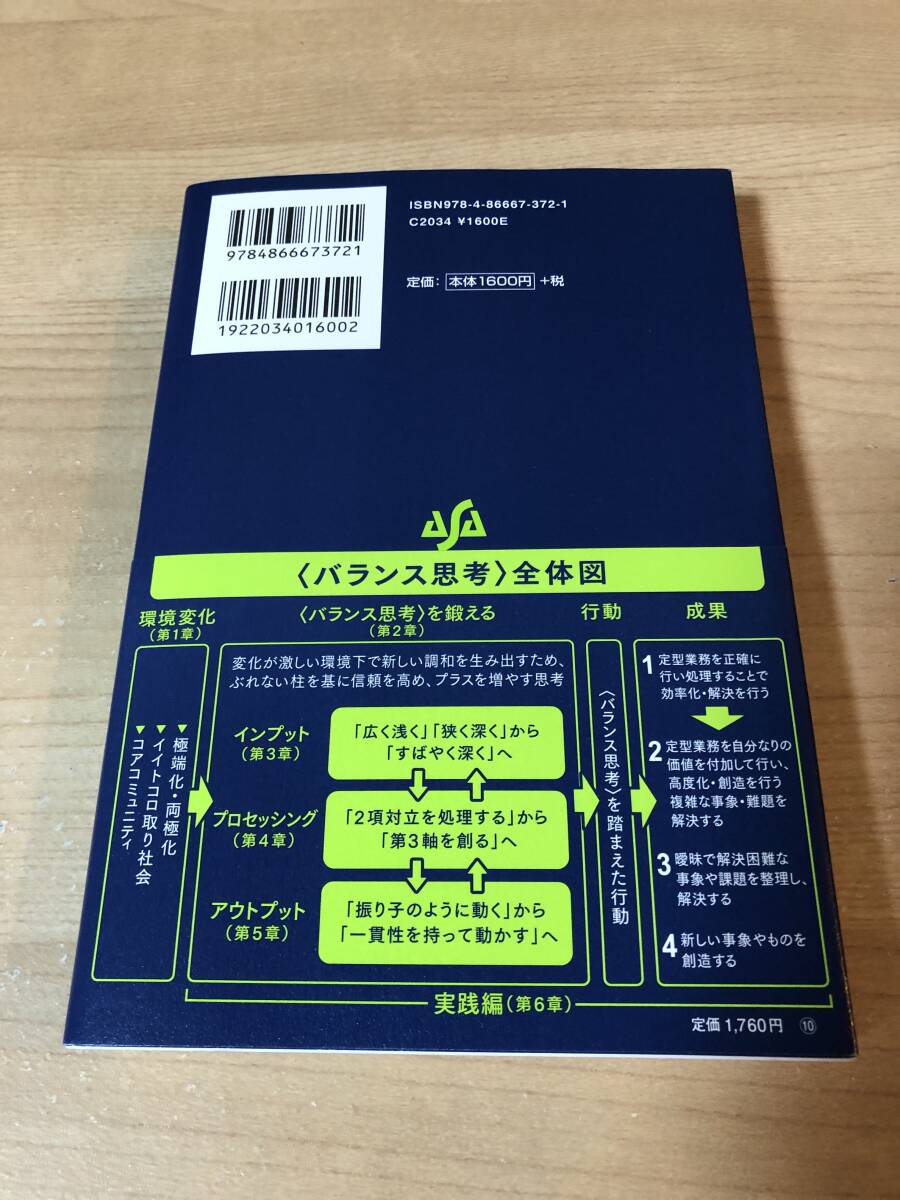 9784866673721
1922034016002
ISBN978-4-86667-372-1
C2034 ¥1600E
定価：本体1600円+税
ASA
〈バランス思考〉全体図
環境変化
(第1章)
▼極端化・両極化
▼イイトコロ取り社会
▼コアコミュニティ
〈バランス思考〉を鍛える
(第2章)
変化が激しい環境下で新しい調和を生み出すため、
ぶれない柱を基に信頼を高め、プラスを増やす思考
インプット
(第3章)
「広く浅く」「狭く深く」から
「すばやく深く」へ
プロセッシング
(第4章)
「2項対立を処理する」から
「第3軸を創る」へ
アウトプット
(第5章)
「振り子のように動く」から
「一貫性を持って動かす」へ
行動
〈バランス思考〉を踏まえた行動
成果
1 定型業務を正確に
行い処理することで
効率化・解決を行う
2 定型業務を自分なりの
価値を付加して行い、
高度化・創造を行う
複雑な事象・難題を
解決する
3 曖昧で解決困難な
事象や課題を整理し、
解決する
4 新しい事象やものを
創造する
実践編(第6章)
定価1,760円 ⑩